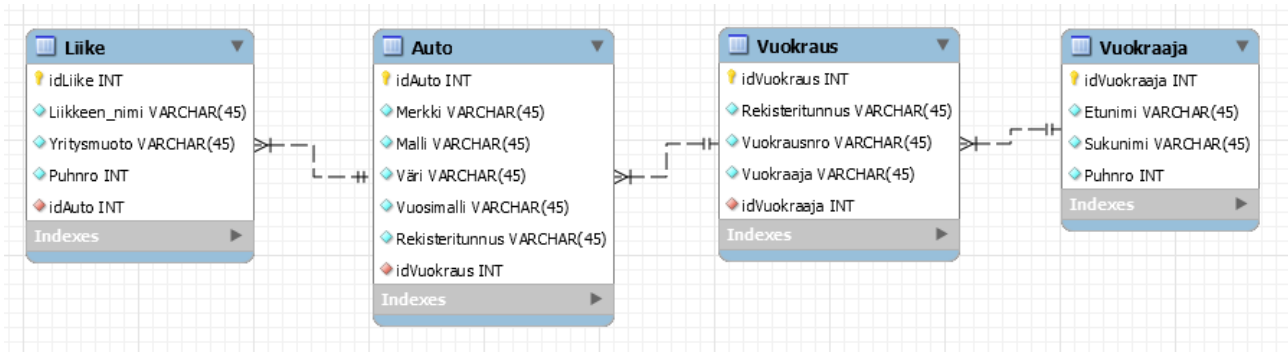 Liike
idLiike INT
Liikkeen_nimi VARCHAR(45)
Yritysmuoto VARCHAR(45)
Puhnro INT
idAuto INT
Indexes
Auto
idAuto INT
Merkki VARCHAR(45)
Malli VARCHAR(45)
Väri VARCHAR(45)
Vuosimalli VARCHAR(45)
Rekisteritunnus VARCHAR(45)
idVuokraus INT
Indexes
Vuokraus
idVuokraus INT
Rekisteritunnus VARCHAR(45)
Vuokrausnro VARCHAR(45)
Vuokraaja VARCHAR(45)
idVuokraaja INT
Indexes
Vuokraaja
idVuokraaja INT
Etunimi VARCHAR(45)
Sukunimi VARCHAR(45)
Puhnro INT
Indexes